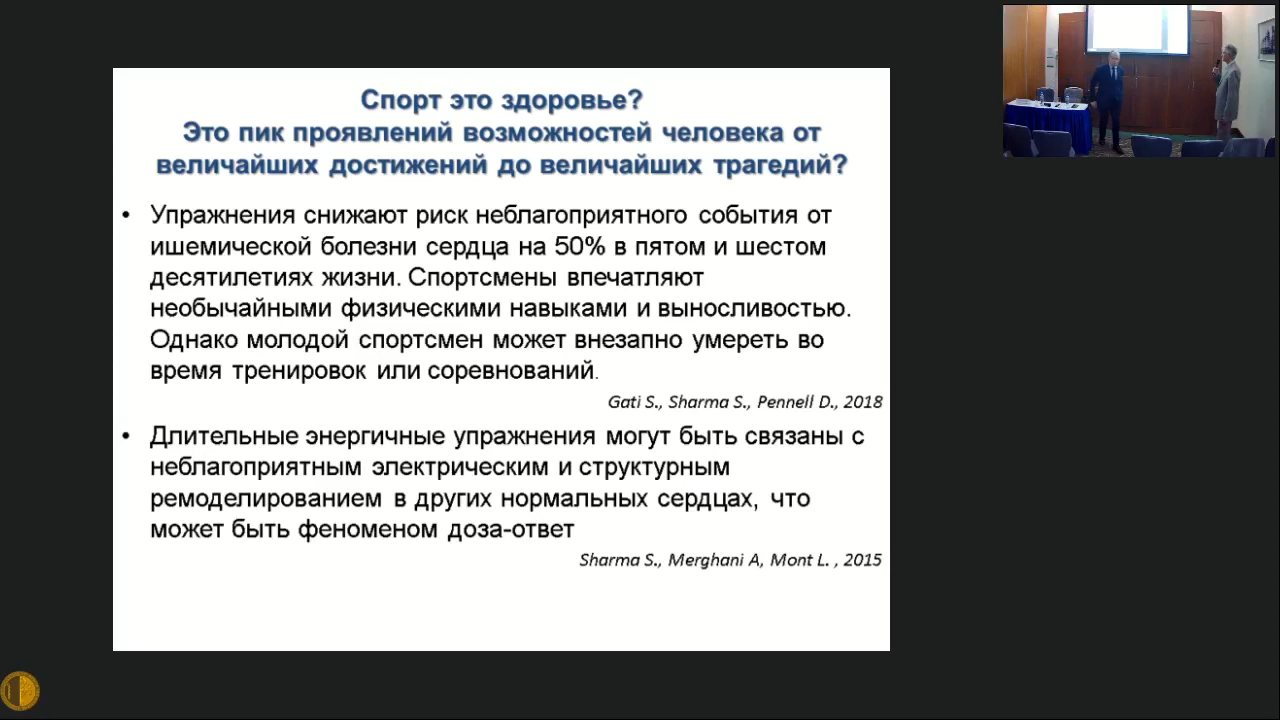 Спорт это здоровье?
Это пик проявлений возможностей человека от
величайших достижений до величайших трагедий?
• Упражнения снижают риск неблагоприятного события от
ишемической болезни сердца на 50% в пятом и шестом
десятилетиях жизни. Спортсмены впечатляют
необычайными физическими навыками и выносливостью.
Однако молодой спортсмен может внезапно умереть во
время тренировок или соревнований.
Gati S., Sharma S., Pennell D., 2018
• Длительные энергичные упражнения могут быть связаны с
неблагоприятным электрическим и структурным
ремоделированием в других нормальных сердцах, что
может быть феноменом доза-ответ
Sharma S., Merghani A, Mont L. , 2015